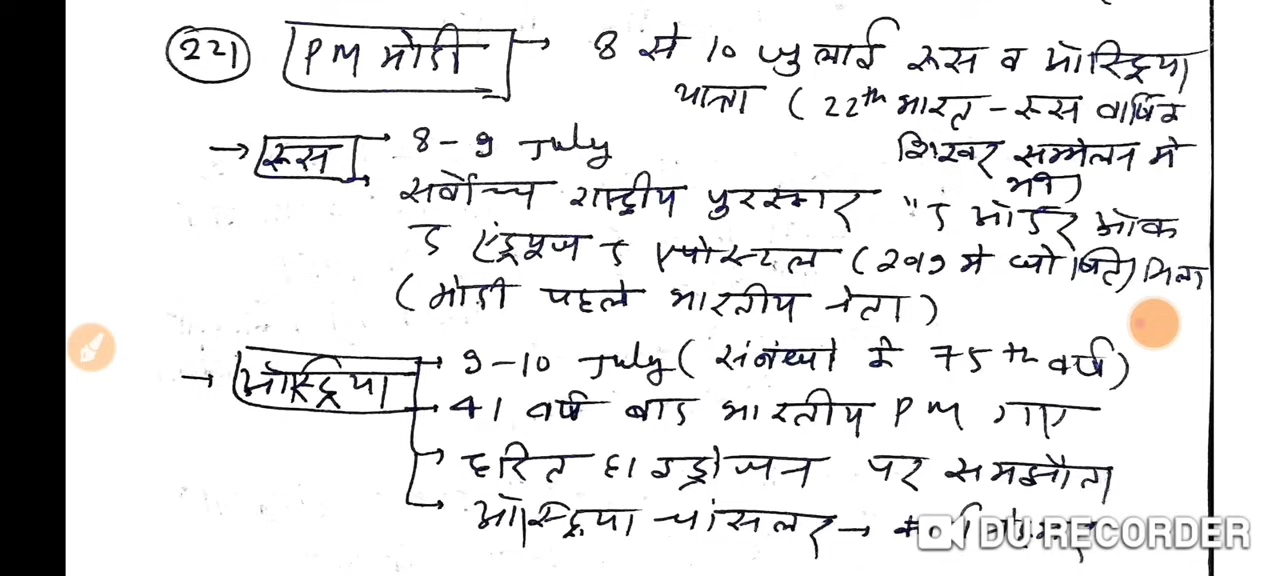 221 PM मोदी → 8 से 10 जुलाई रूस व ऑस्ट्रिया
यात्रा ( 22th भारत - रूस वार्षिक
शिखर सम्मेलन मे
→ रूस → 8 - 9 July
सर्वोच्च राष्ट्रीय पुरस्कार " द ऑर्डर ऑफ
द एंड्रयूज द एपोस्टल ( 2019 मे घोषित) मिला
( मोदी पहले भारतीय नेता )
→ ऑस्ट्रिया → 9 - 10 July ( संबंधों के 75th वर्ष )
→ 41 वर्ष बाद भारतीय PM गए
→ हरित हाइड्रोजन पर समझौता
→ ऑस्ट्रिया चांसलर →
DU RECORDER